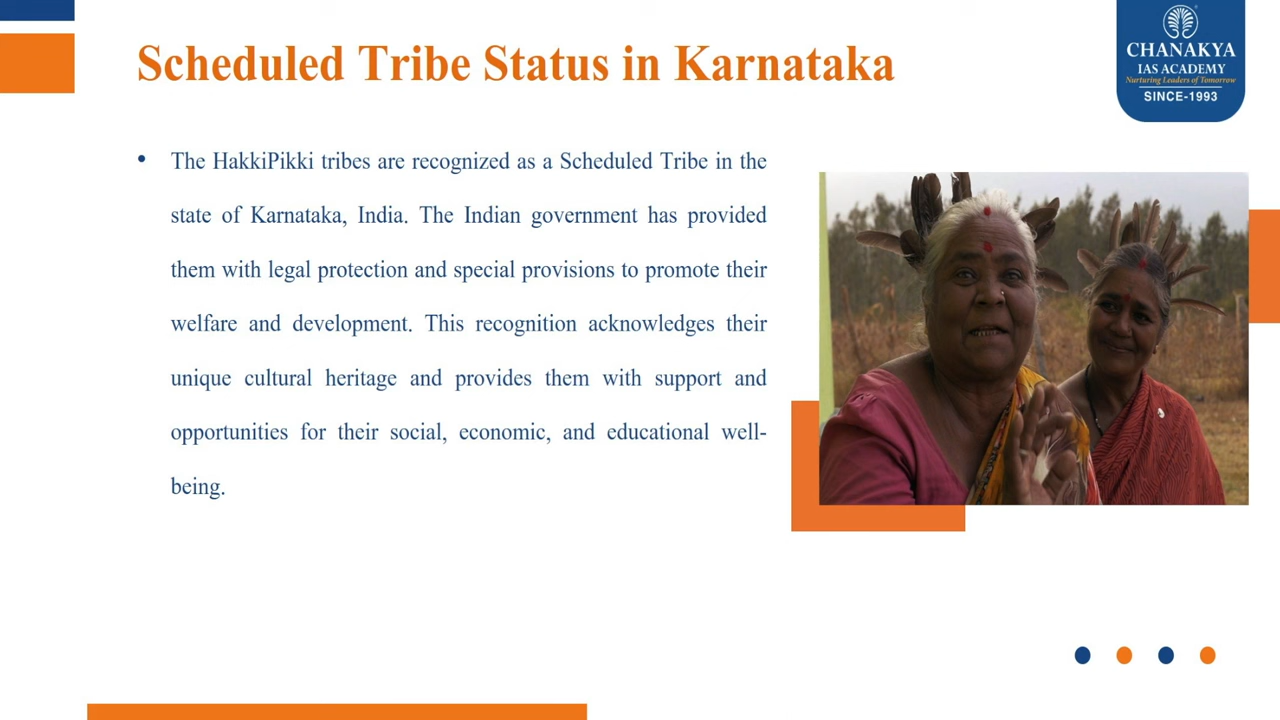 Scheduled Tribe Status in Karnataka
CHANAKYA
IAS ACADEMY
Nurturing Leaders of Tomorrow
SINCE-1993
• The HakkiPikki tribes are recognized as a Scheduled Tribe in the
state of Karnataka, India. The Indian government has provided
them with legal protection and special provisions to promote their
welfare and development. This recognition acknowledges their
unique cultural heritage and provides them with support and
opportunities for their social, economic, and educational well-
being.